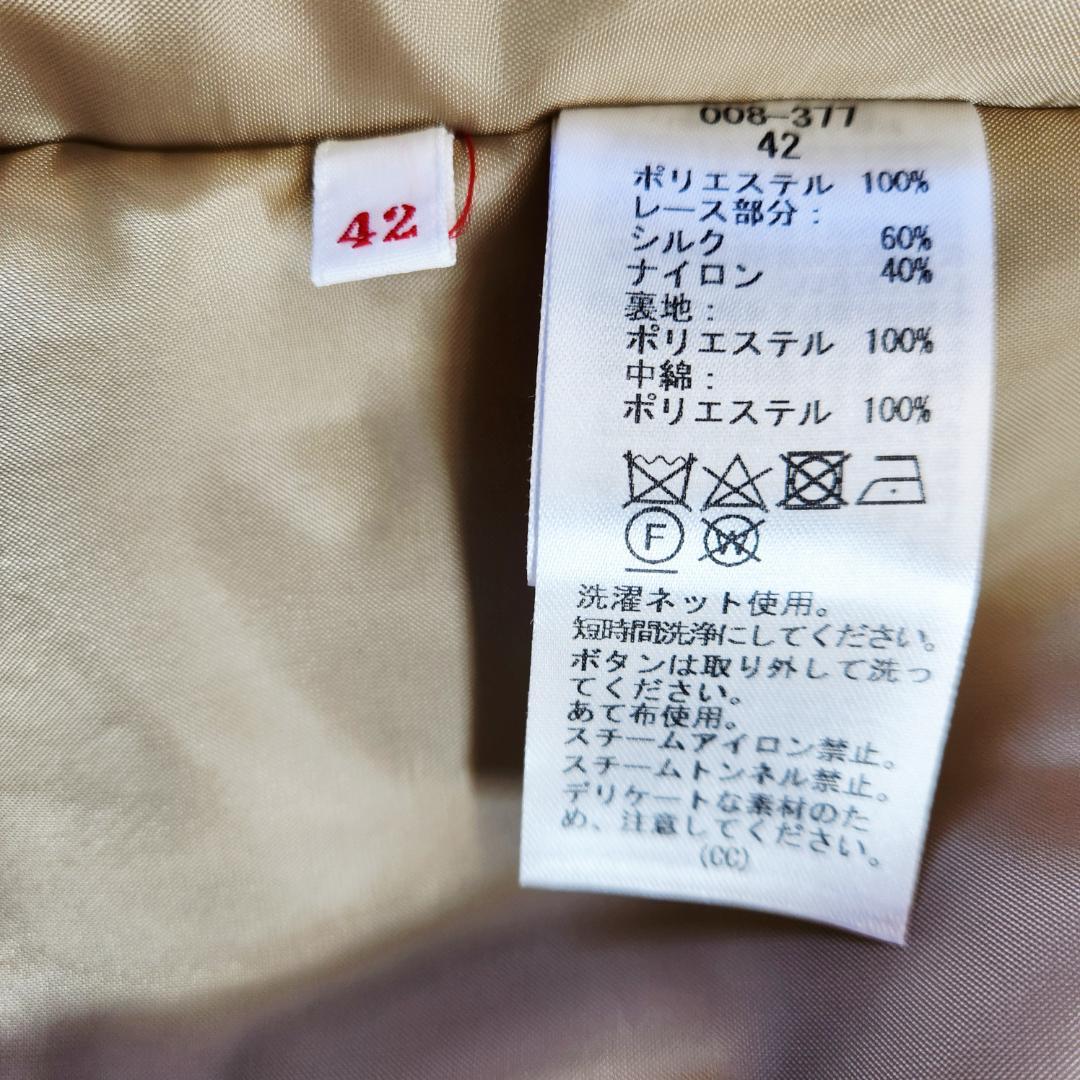 42
008-377
42
ポリエステル 100%
レース部分:
シルク 60%
ナイロン 40%
裏地:
ポリエステル 100%
中綿:
ポリエステル 100%
F W
洗濯ネット使用。
短時間洗浄にしてください。
ボタンは取り外して洗っ
てください。
あて布使用。
スチームアイロン禁止。
スチームトンネル禁止。
デリケートな素材のた
め、注意してください。
(CC)